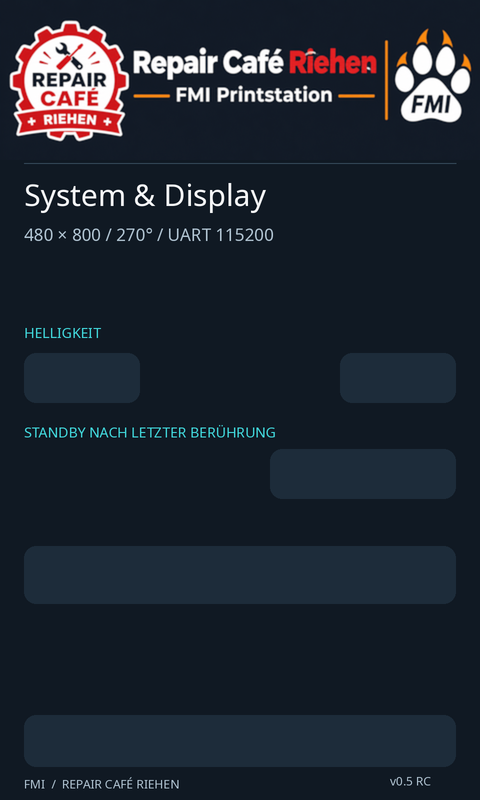 REPAIR
CAFÉ
RIEHEN
Repair Café Riehen
FMI Printstation
FMI
System & Display
480 × 800 / 270° / UART 115200
HELLIGKEIT
STANDBY NACH LETZTER BERÜHRUNG
FMI / REPAIR CAFÉ RIEHEN
v0.5 RC